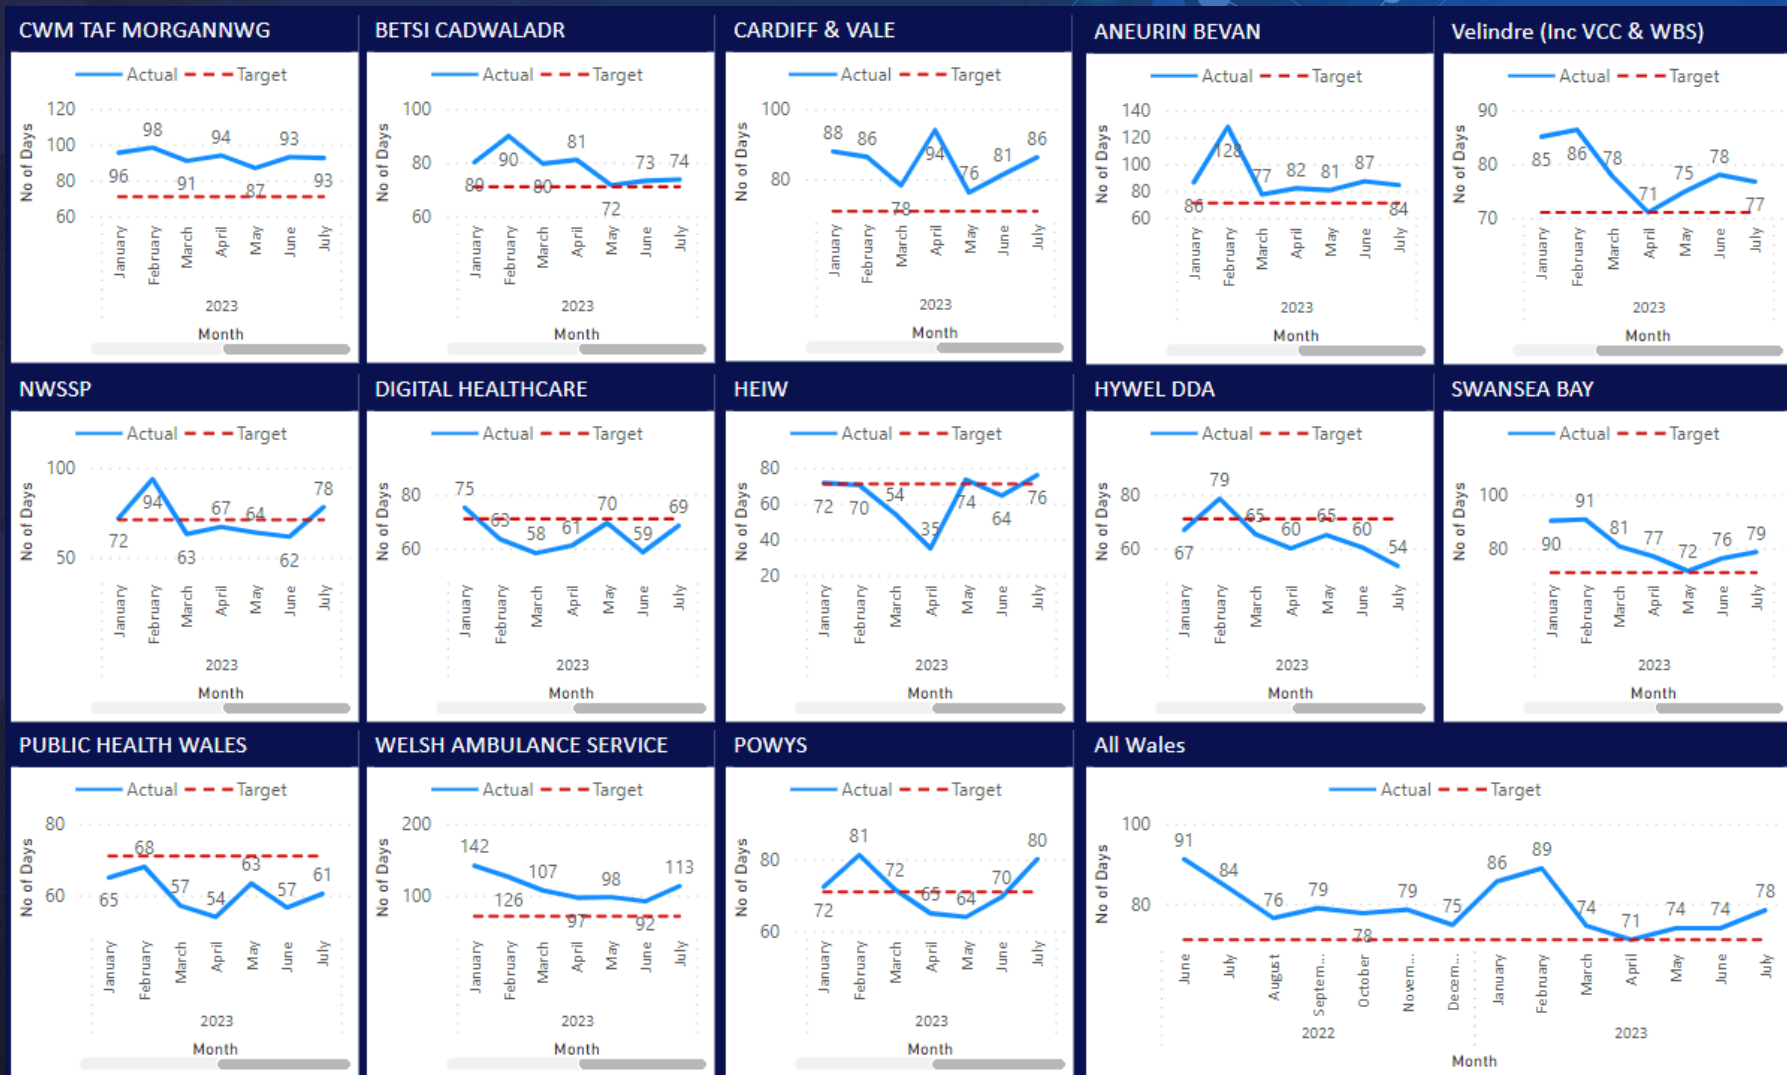 CWM TAF MORGANNWG
Actual Target
No of Days
120
100
80
60
96
98
91
94
87
93
93
January
February
March
April
May
June
July
2023
Month
BETSI CADWALADR
Actual Target
No of Days
100
80
60
80
90
80
81
72
73
74
January
February
March
April
May
June
July
2023
Month
CARDIFF & VALE
Actual Target
No of Days
100
80
88
86
78
94
76
81
86
January
February
March
April
May
June
July
2023
Month
ANEURIN BEVAN
Actual Target
No of Days
140
120
100
80
60
86
128
77
82
81
87
84
January
February
March
April
May
June
July
2023
Month
Velindre (Inc VCC & WBS)
Actual Target
No of Days
90
80
70
85
86
78
71
75
78
77
January
February
March
April
May
June
July
2023
Month
NWSSP
Actual Target
No of Days
100
50
72
94
63
67
64
62
78
January
February
March
April
May
June
July
2023
Month
DIGITAL HEALTHCARE
Actual Target
No of Days
80
60
75
63
58
61
70
59
69
January
February
March
April
May
June
July
2023
Month
HEIW
Actual Target
No of Days
80
60
40
20
72
70
54
35
74
64
76
January
February
March
April
May
June
July
2023
Month
HYWEL DDA
Actual Target
No of Days
80
60
67
79
65
60
65
60
54
January
February
March
April
May
June
July
2023
Month
SWANSEA BAY
Actual Target
No of Days
100
80
90
91
81
77
72
76
79
January
February
March
April
May
June
July
2023
Month
PUBLIC HEALTH WALES
Actual Target
No of Days
80
60
65
68
57
54
63
57
61
January
February
March
April
May
June
July
2023
Month
WELSH AMBULANCE SERVICE
Actual Target
No of Days
200
100
142
126
107
97
98
92
113
January
February
March
April
May
June
July
2023
Month
POWYS
Actual Target
No of Days
80
60
72
81
72
65
64
70
80
January
February
March
April
May
June
July
2023
Month
All Wales
Actual Target
No of Days
100
80
91
84
76
79
78
79
75
86
89
74
71
74
74
78
June
July
August
Septem...
October
Novem...
Decem...
January
February
March
April
May
June
July
2022
2023
Month